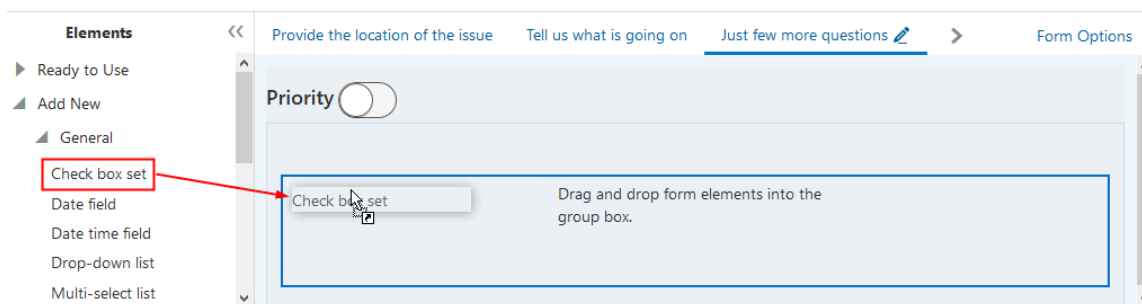 Elements
Provide the location of the issue
Tell us what is going on
Just few more questions
Form Options
Ready to Use
Add New
General
Check box set
Date field
Date time field
Drop-down list
Multi-select list
Priority
Check box set
Drag and drop form elements into the
group box.